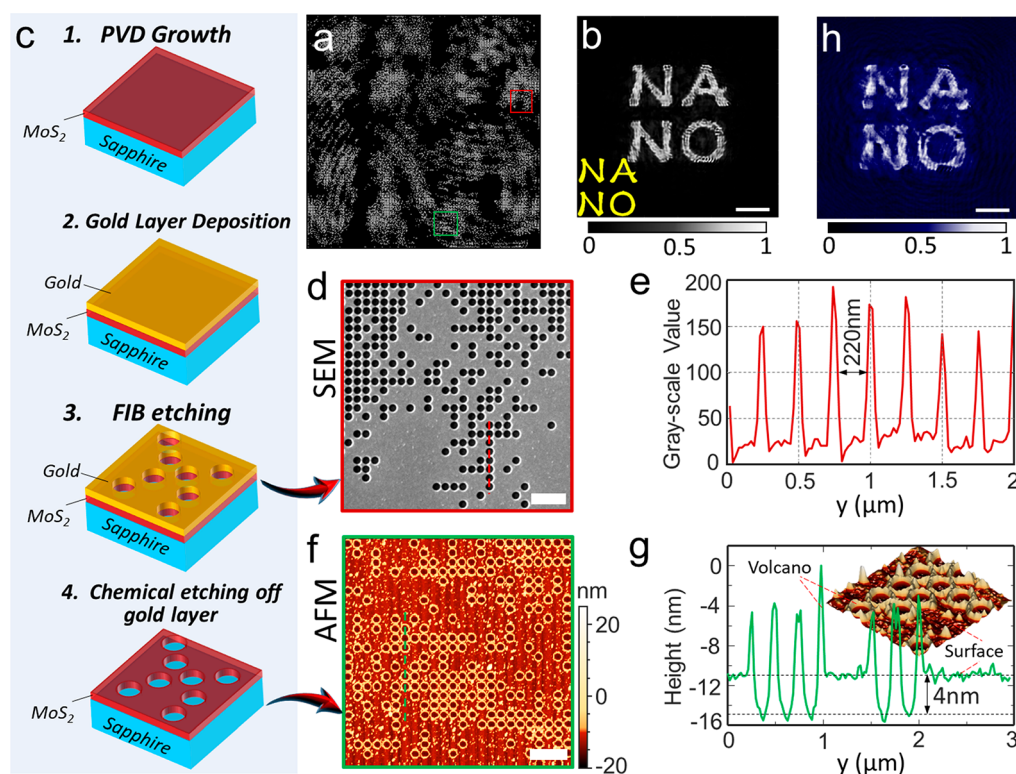 c
1. PVD Growth
MoS2
Sapphire
2. Gold Layer Deposition
Gold
MoS2
Sapphire
3. FIB etching
Gold
MoS2
Sapphire
4. Chemical etching off
gold layer
MoS2
Sapphire
a
b
NA
NO
NA
NO
0 0.5 1
h
NA
NO
0 0.5 1
d
SEM
e
Gray-scale Value
200
150
100
50
0
220nm
0 0.5 1 1.5 2
y (µm)
f
AFM
nm
20
0
-20
g
Height (nm)
0
-4
-8
-12
-16
Volcano
Surface
4nm
0 1 2 3
y (µm)